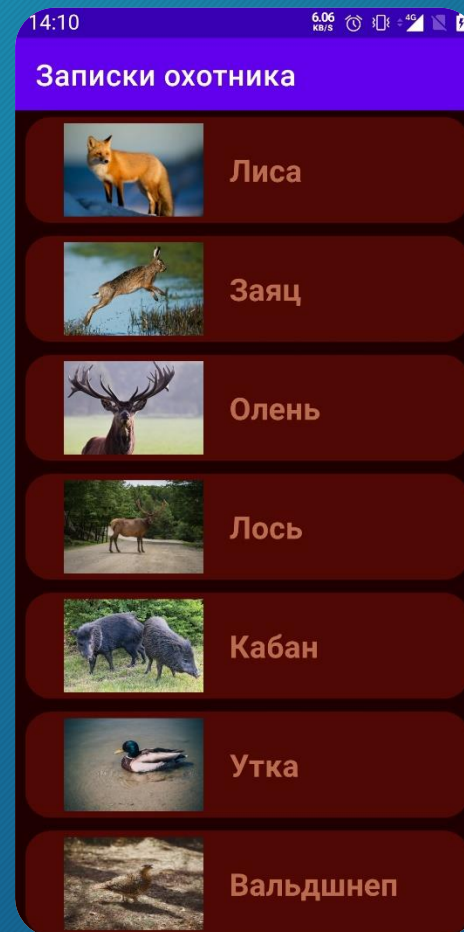 14:10
6.06
KB/S
4G
Записки охотника
Лиса
Заяц
Олень
Лось
Кабан
Утка
Вальдшнеп